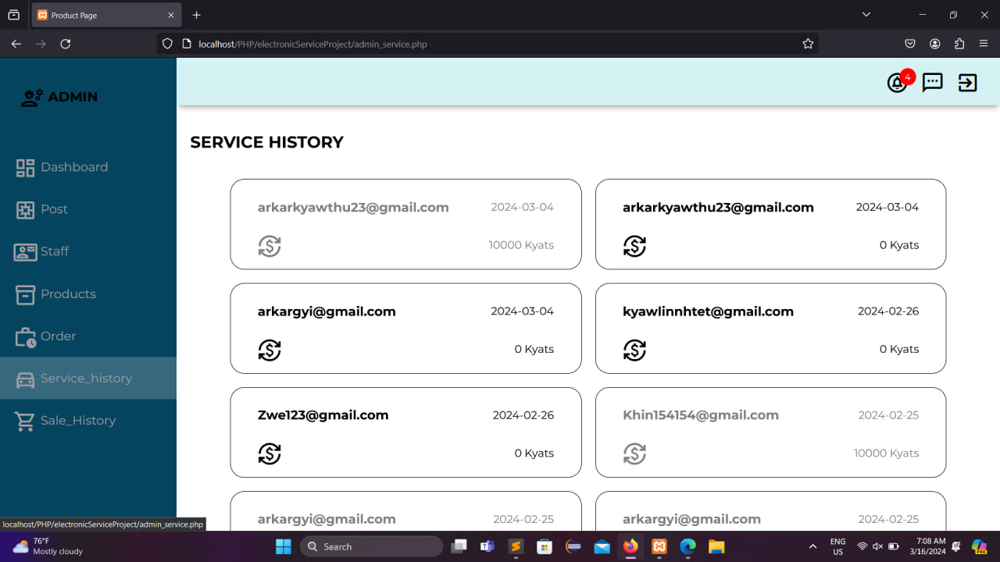 Product Page
localhost/PHP/electronicServiceProject/admin_service.php
ADMIN
4
Dashboard
Post
Staff
Products
Order
Service_history
Sale_History
SERVICE HISTORY
arkarkyawthu23@gmail.com 2024-03-04
10000 Kyats
arkarkyawthu23@gmail.com 2024-03-04
0 Kyats
arkargyi@gmail.com 2024-03-04
0 Kyats
kyawlinnhtet@gmail.com 2024-02-26
0 Kyats
Zwe123@gmail.com 2024-02-26
0 Kyats
Khin154154@gmail.com 2024-02-25
10000 Kyats
arkargyi@gmail.com 2024-02-25
arkargyi@gmail.com 2024-02-25
localhost/PHP/electronicServiceProject/admin_service.php
76°F
Mostly cloudy
Search
ENG
US
7:08 AM
3/16/2024